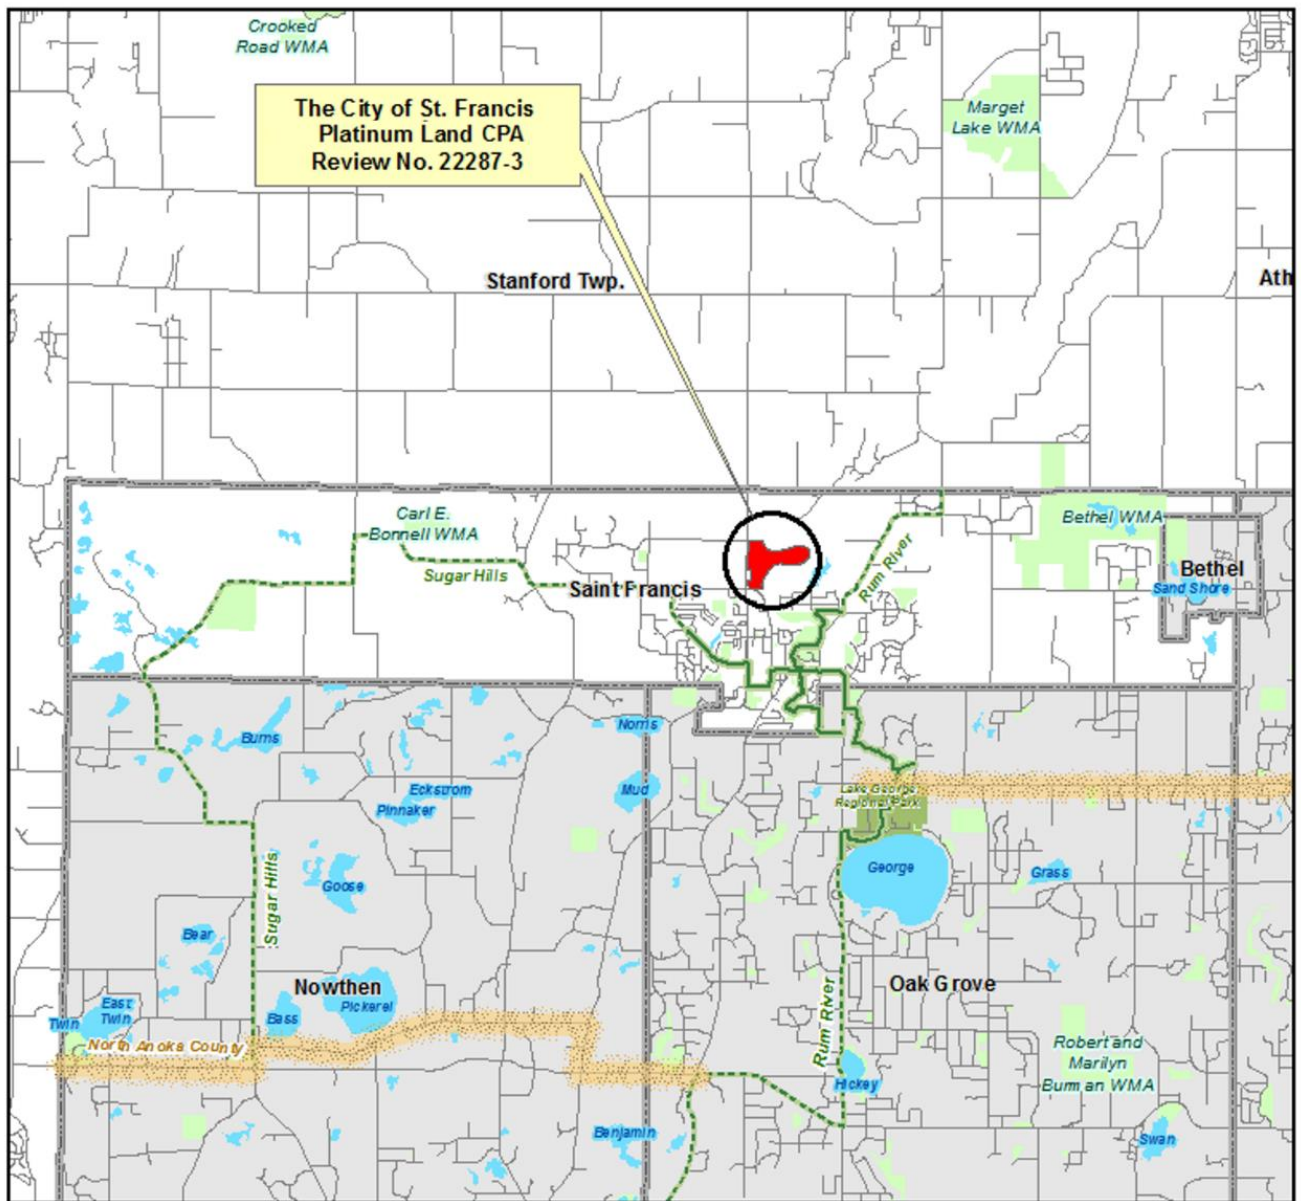 Crooked
Road WMA
The City of St. Francis
Platinum Land CPA
Review No. 22287-3
Marget
Lake WMA
Stanford Twp.
Ath
Carl E.
Bonnell WMA
Sugar Hills
Saint Francis
Rum River
Bethel WMA
Bethel
Sand Shore
Burns
Norris
Eckstrom
Pinnaker
Mud
Lake George
Regional Park
George
Grass
Sugar Hills
Goose
Bear
Nowthen
Pickerel
Bass
East
Twin
Twin
North Anoka County
Oak Grove
Rum River
Hickey
Robert and
Marilyn
Burman WMA
Benjamin
Swan